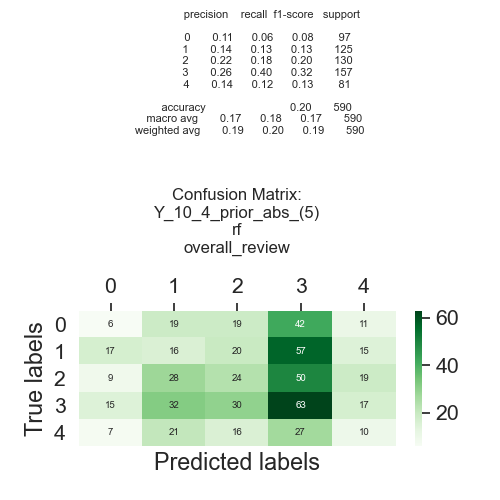 precision recall f1-score support
0 0.11 0.06 0.08 97
1 0.14 0.13 0.13 125
2 0.22 0.18 0.20 130
3 0.26 0.40 0.32 157
4 0.14 0.12 0.13 81
accuracy 0.20 590
macro avg 0.17 0.18 0.17 590
weighted avg 0.19 0.20 0.19 590
Confusion Matrix:
Y_10_4_prior_abs_(5)
rf
overall_review
0 1 2 3 4
True labels
0 6 19 19 42 11
1 17 16 20 57 15
2 9 28 24 50 19
3 15 32 30 63 17
4 7 21 16 27 10
Predicted labels
60
40
20